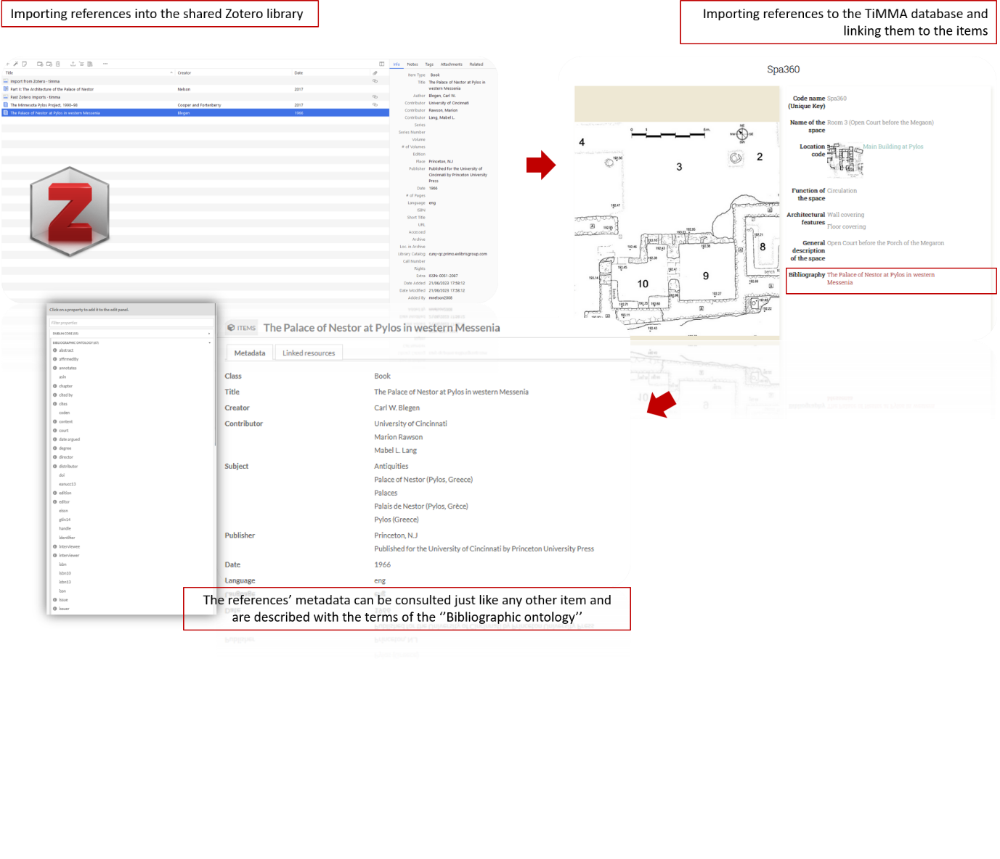 Importing references into the shared Zotero library
Importing references to the TiMMA database and
linking them to the items
Title Creator Date
Import from Zotero - timma
Part II: The Architecture of the Palace of Nestor Nelson 2017
Past Zotero Imports - timma
The Minnesota Pylos Project, 1990–98 Cooper and Fortenberry 2017
The Palace of Nestor at Pylos in western Messenia Blegen 1966
Info Notes Tags Attachments Related
Item Type Book
Title The Palace of Nestor at Pylos in
western Messenia
Author Blegen, Carl W.
Contributor University of Cincinnati
Contributor Rawson, Marion
Contributor Lang, Mabel L.
Series
Series Number
Volume
# of Volumes
Edition
Place Princeton, N.J
Publisher Published for the University of
Cincinnati by Princeton University
Press
Date 1966
# of Pages
Language eng
ISBN
Short Title
URL
Accessed
Archive
Loc. in Archive
Library Catalog cuny-qc.primo.exlibrisgroup.com
Call Number
Rights
Extra ISSN: 0051-2087
Date Added 21/06/2023 17:58:12
Date Modified 21/06/2023 17:58:12
Added By mnelson2008
Z
Spa360
0 1 5m.
NE
NW SE
SW
4
3
2
192.50
192.47
8
9
10
bench
Code name Spa360
(Unique Key)
Name of the Room 3 (Open Court before the Megaon)
space
Location Main Building at Pylos
code
Function of Circulation
the space
Architectural Wall covering
features Floor covering
General Open Court before the Porch of the Megaron
description
of the space
Bibliography The Palace of Nestor at Pylos in western
Messenia
Click on a property to add it to the edit panel.
Filter properties
DUBLIN CORE (55)
BIBLIOGRAPHIC ONTOLOGY (67)
abstract
affirmedBy
annotates
asin
chapter
cited by
cites
coden
content
court
date argued
degree
director
distributor
doi
eanucc13
edition
editor
eissn
gtin14
handle
identifier
interviewee
interviewer
isbn
isbn10
isbn13
issn
issue
issuer
ITEMS The Palace of Nestor at Pylos in western Messenia
Metadata Linked resources
Class Book
Title The Palace of Nestor at Pylos in western Messenia
Creator Carl W. Blegen
Contributor University of Cincinnati
Marion Rawson
Mabel L. Lang
Subject Antiquities
Palace of Nestor (Pylos, Greece)
Palaces
Palais de Nestor (Pylos, Grèce)
Pylos (Greece)
Publisher Princeton, N.J
Published for the University of Cincinnati by Princeton University Press
Date 1966
Language eng
The references’ metadata can be consulted just like any other item and
are described with the terms of the ‘’Bibliographic ontology’’